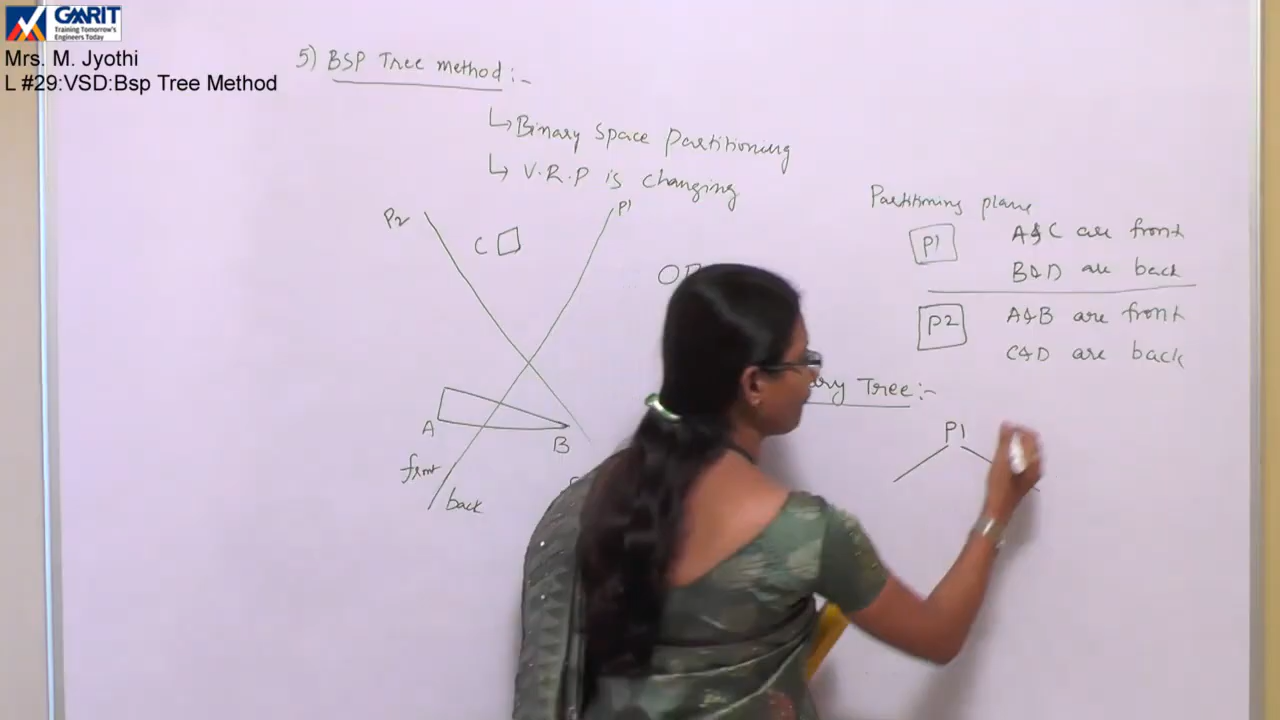 GMRIT
Training Tomorrow's
Engineers Today
Mrs. M. Jyothi
L #29:VSD:Bsp Tree Method
5) BSP Tree method:-
↳ Binary Space Partitioning
↳ V.R.P is changing
P2
P1
C
A
B
front
back
Partitioning plane
P1
A&C are front
B&D are back
P2
A&B are front
C&D are back
Tree:-
P1